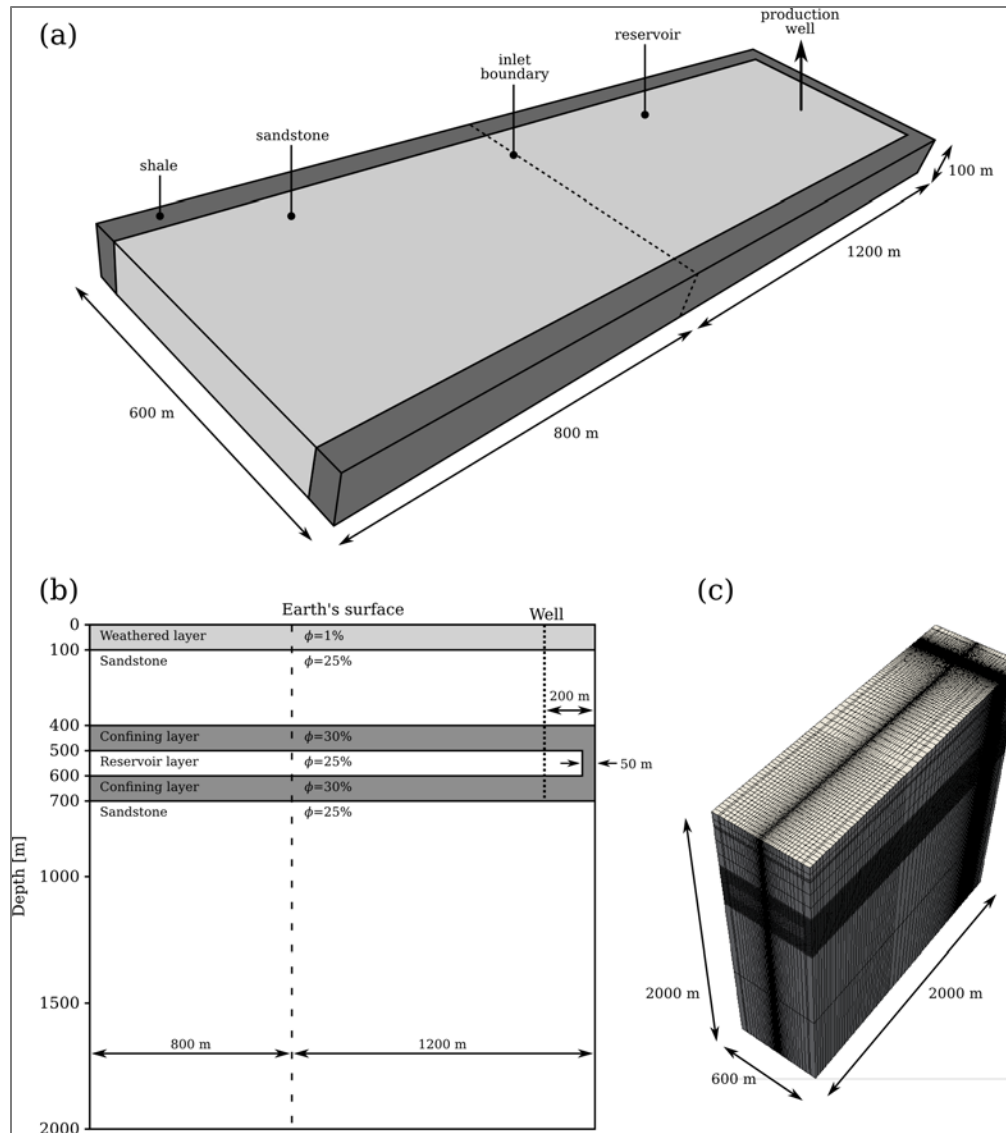 (a)
production
well
reservoir
inlet
boundary
sandstone
shale
100 m
1200 m
600 m
800 m
(b)
Earth's surface
Well
(c)
0
Weathered layer
ϕ=1%
100
Sandstone
ϕ=25%
200 m
400
Confining layer
ϕ=30%
500
Reservoir layer
ϕ=25%
50 m
600
Confining layer
ϕ=30%
700
Sandstone
ϕ=25%
Depth [m]
1000
1500
800 m
1200 m
2000
2000 m
2000 m
600 m